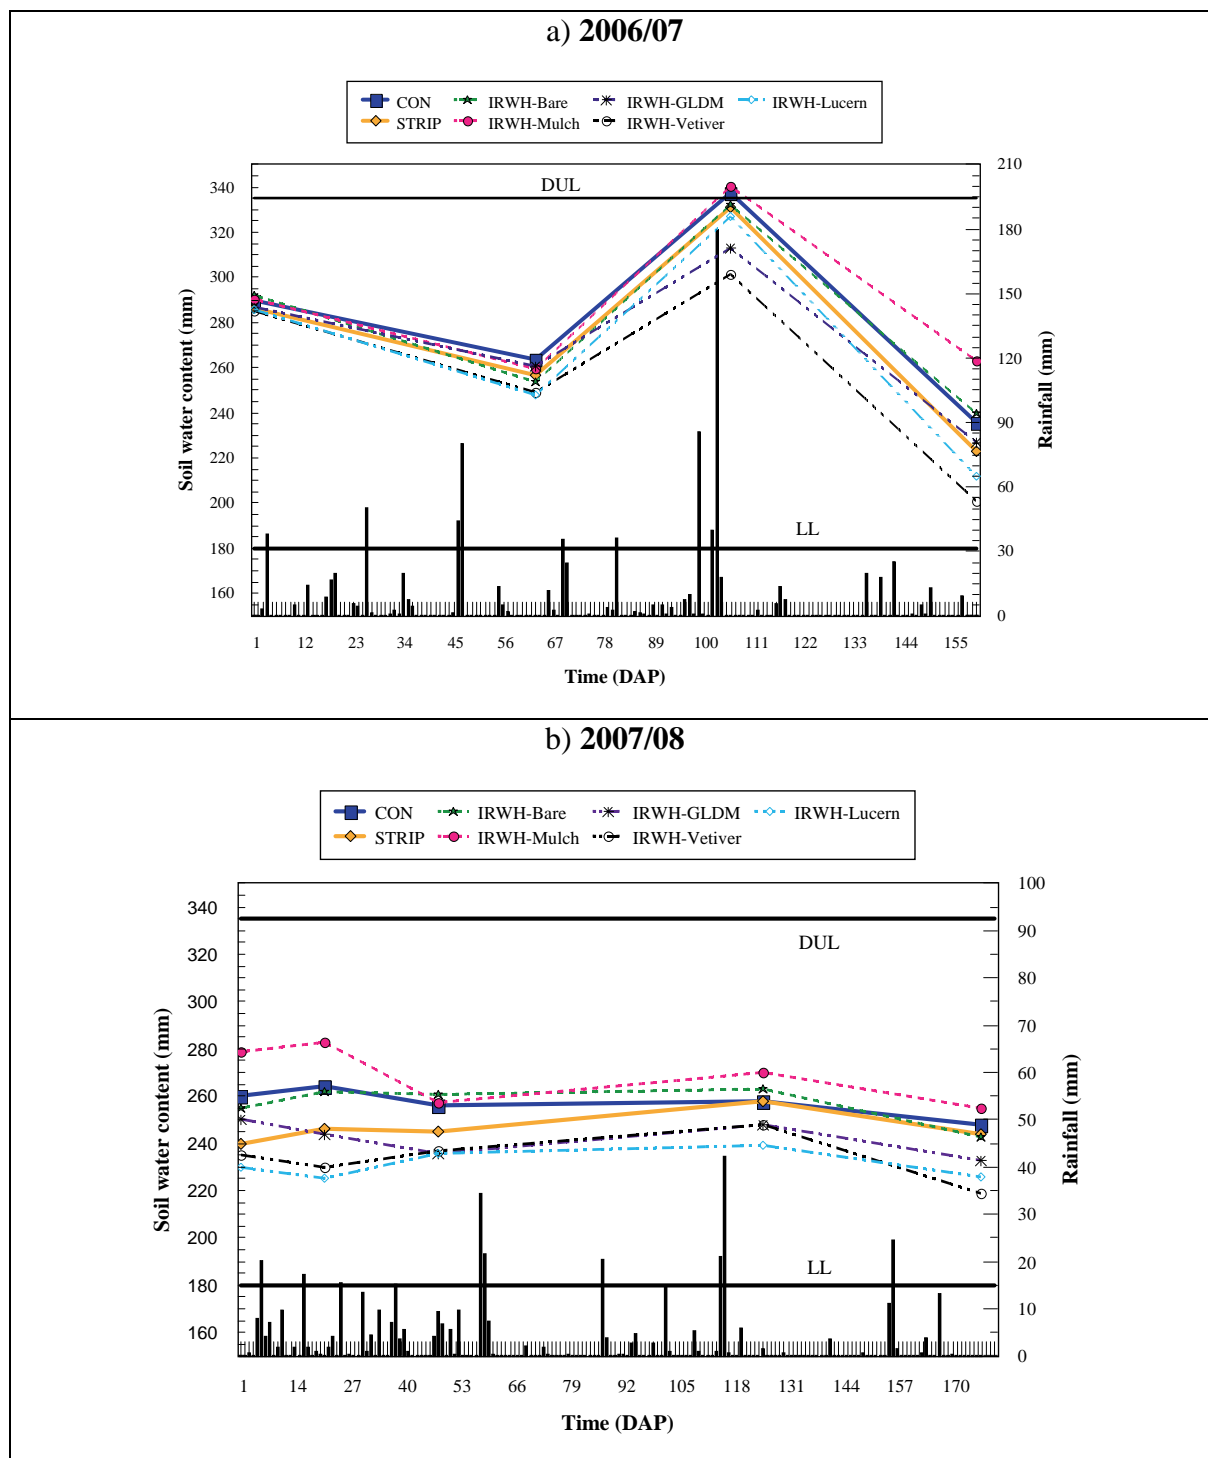 a) 2006/07
CON IRWH-Bare IRWH-GLDM IRWH-Lucern
STRIP IRWH-Mulch IRWH-Vetiver
DUL
LL
340
320
300
280
260
240
220
200
180
160
Soil water content (mm)
210
180
150
120
90
60
30
0
Rainfall (mm)
1 12 23 34 45 56 67 78 89 100 111 122 133 144 155
Time (DAP)
b) 2007/08
CON IRWH-Bare IRWH-GLDM IRWH-Lucern
STRIP IRWH-Mulch IRWH-Vetiver
DUL
LL
340
320
300
280
260
240
220
200
180
160
Soil water content (mm)
100
90
80
70
60
50
40
30
20
10
0
Rainfall (mm)
1 14 27 40 53 66 79 92 105 118 131 144 157 170
Time (DAP)